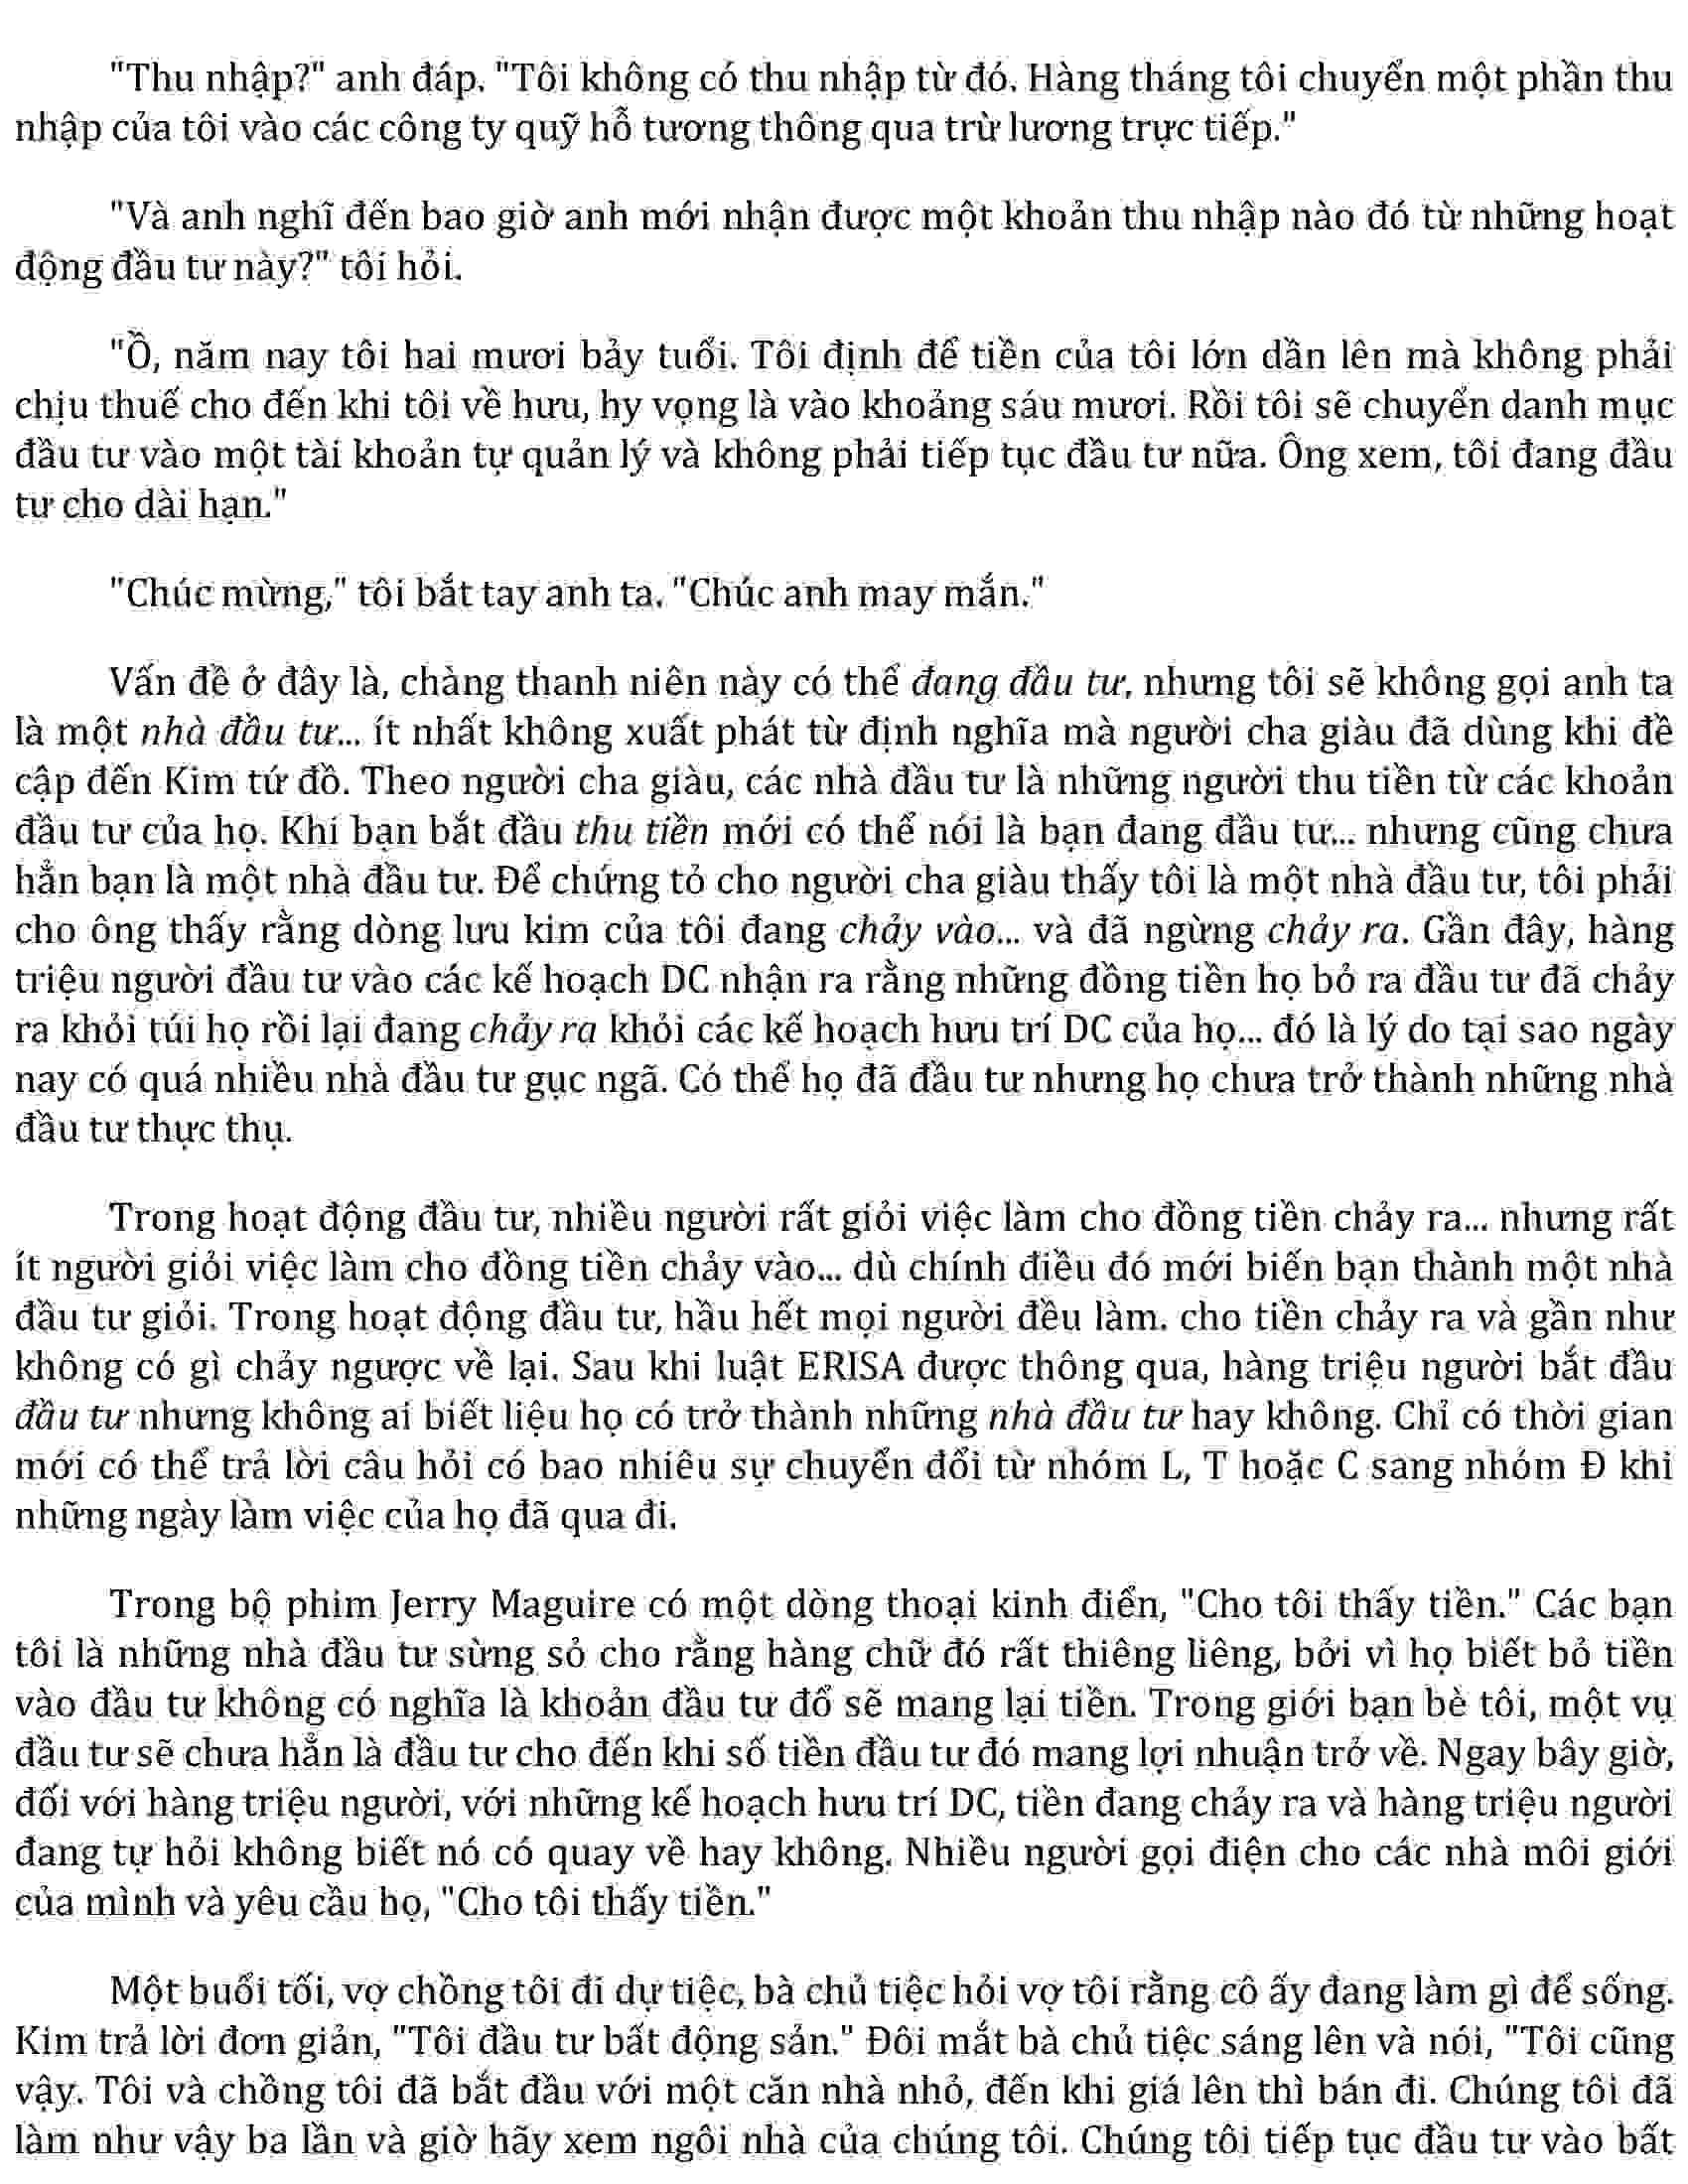 "Thu nhập?" anh đáp. "Tôi không có thu nhập từ đó. Hàng tháng tôi chuyển một phần thu
nhập của tôi vào các công ty quỹ hỗ tương thông qua trừ lương trực tiếp."
"Và anh nghĩ đến bao giờ anh mới nhận được một khoản thu nhập nào đó từ những hoạt
động đầu tư này?" tôi hỏi.
"Ồ, năm nay tôi hai mươi bảy tuổi. Tôi định để tiền của tôi lớn dần lên mà không phải
chịu thuế cho đến khi tôi về hưu, hy vọng là vào khoảng sáu mươi. Rồi tôi sẽ chuyển danh mục
đầu tư vào một tài khoản tự quản lý và không phải tiếp tục đầu tư nữa. Ông xem, tôi đang đầu
tư cho dài hạn."
"Chúc mừng," tôi bắt tay anh ta. "Chúc anh may mắn."
Vấn đề ở đây là, chàng thanh niên này có thể đang đầu tư, nhưng tôi sẽ không gọi anh ta
là một nhà đầu tư... ít nhất không xuất phát từ định nghĩa mà người cha giàu đã dùng khi đề
cập đến Kim tứ đồ. Theo người cha giàu, các nhà đầu tư là những người thu tiền từ các khoản
đầu tư của họ. Khi bạn bắt đầu thu tiền mới có thể nói là bạn đang đầu tư... nhưng cũng chưa
hẳn bạn là một nhà đầu tư. Để chứng tỏ cho người cha giàu thấy tôi là một nhà đầu tư, tôi phải
cho ông thấy rằng dòng lưu kim của tôi đang chảy vào... và đã ngừng chảy ra. Gần đây, hàng
triệu người đầu tư vào các kế hoạch DC nhận ra rằng những đồng tiền họ bỏ ra đầu tư đã chảy
ra khỏi túi họ rồi lại đang chảy ra khỏi các kế hoạch hưu trí DC của họ... đó là lý do tại sao ngày
nay có quá nhiều nhà đầu tư gục ngã. Có thể họ đã đầu tư nhưng họ chưa trở thành những nhà
đầu tư thực thụ.
Trong hoạt động đầu tư, nhiều người rất giỏi việc làm cho đồng tiền chảy ra... nhưng rất
ít người giỏi việc làm cho đồng tiền chảy vào... dù chính điều đó mới biến bạn thành một nhà
đầu tư giỏi. Trong hoạt động đầu tư, hầu hết mọi người đều làm. cho tiền chảy ra và gần như
không có gì chảy ngược về lại. Sau khi luật ERISA được thông qua, hàng triệu người bắt đầu
đầu tư nhưng không ai biết liệu họ có trở thành những nhà đầu tư hay không. Chỉ có thời gian
mới có thể trả lời câu hỏi có bao nhiêu sự chuyển đổi từ nhóm L, T hoặc C sang nhóm Đ khi
những ngày làm việc của họ đã qua đi.
Trong bộ phim Jerry Maguire có một dòng thoại kinh điển, "Cho tôi thấy tiền." Các bạn
tôi là những nhà đầu tư sừng sỏ cho rằng hàng chữ đó rất thiêng liêng, bởi vì họ biết bỏ tiền
vào đầu tư không có nghĩa là khoản đầu tư đổ sẽ mang lại tiền. Trong giới bạn bè tôi, một vụ
đầu tư sẽ chưa hẳn là đầu tư cho đến khi số tiền đầu tư đó mang lợi nhuận trở về. Ngay bây giờ,
đối với hàng triệu người, với những kế hoạch hưu trí DC, tiền đang chảy ra và hàng triệu người
đang tự hỏi không biết nó có quay về hay không. Nhiều người gọi điện cho các nhà môi giới
của mình và yêu cầu họ, "Cho tôi thấy tiền."
Một buổi tối, vợ chồng tôi đi dự tiệc, bà chủ tiệc hỏi vợ tôi rằng cô ấy đang làm gì để sống.
Kim trả lời đơn giản, "Tôi đầu tư bất động sản." Đôi mắt bà chủ tiệc sáng lên và nói, "Tôi cũng
vậy. Tôi và chồng tôi đã bắt đầu với một căn nhà nhỏ, đến khi giá lên thì bán đi. Chúng tôi đã
làm như vậy ba lần và giờ hãy xem ngôi nhà của chúng tôi. Chúng tôi tiếp tục đầu tư vào bất